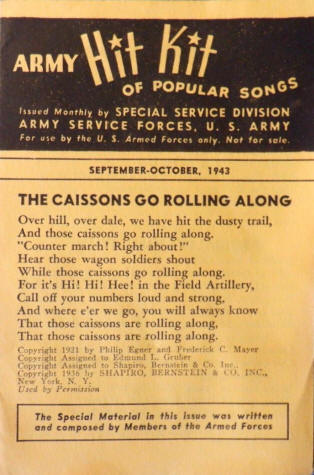 ARMY Hit Kit
OF POPULAR SONGS
Issued Monthly by SPECIAL SERVICE DIVISION
ARMY SERVICE FORCES, U. S. ARMY
For use by the U. S. Armed Forces only. Not for sale.
SEPTEMBER-OCTOBER, 1943
THE CAISSONS GO ROLLING ALONG
Over hill, over dale, we have hit the dusty trail,
And those caissons go rolling along.
"Counter march! Right about!"
Hear those wagon soldiers shout
While those caissons go rolling along.
For it's Hi! Hi! Hee! in the Field Artillery,
Call off your numbers loud and strong,
And where e'er we go, you will always know
That those caissons are rolling along,
That those caissons are rolling along.
Copyright 1921 by Philip Egner and Frederick C. Mayer
Copyright Assigned to Edmund L. Gruber
Copyright Assigned to Shapiro, Bernstein & Co. Inc.,
Copyright 1936 by SHAPIRO, BERNSTEIN & CO. INC.,
New York, N. Y.
Used by Permission
The Special Material in this issue was written
and composed by Members of the Armed Forces